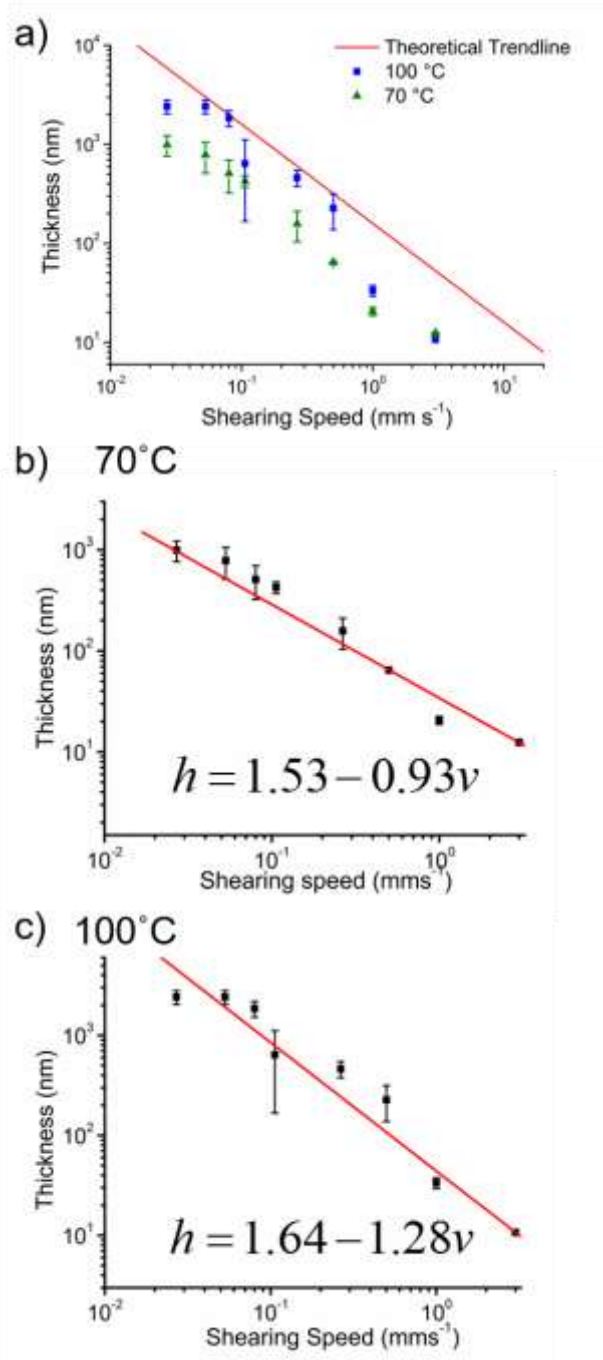 a)
10⁴
10³
10²
10¹
Thickness (nm)
Theoretical Trendline
100 °C
70 °C
10⁻² 10⁻¹ 10⁰ 10¹
Shearing Speed (mm s⁻¹)
b) 70°C
10³
10²
10¹
Thickness (nm)
h = 1.53 − 0.93v
10⁻² 10⁻¹ 10⁰
Shearing speed (mms⁻¹)
c) 100°C
10³
10²
10¹
Thickness (nm)
h = 1.64 − 1.28v
10⁻² 10⁻¹ 10⁰
Shearing Speed (mms⁻¹)